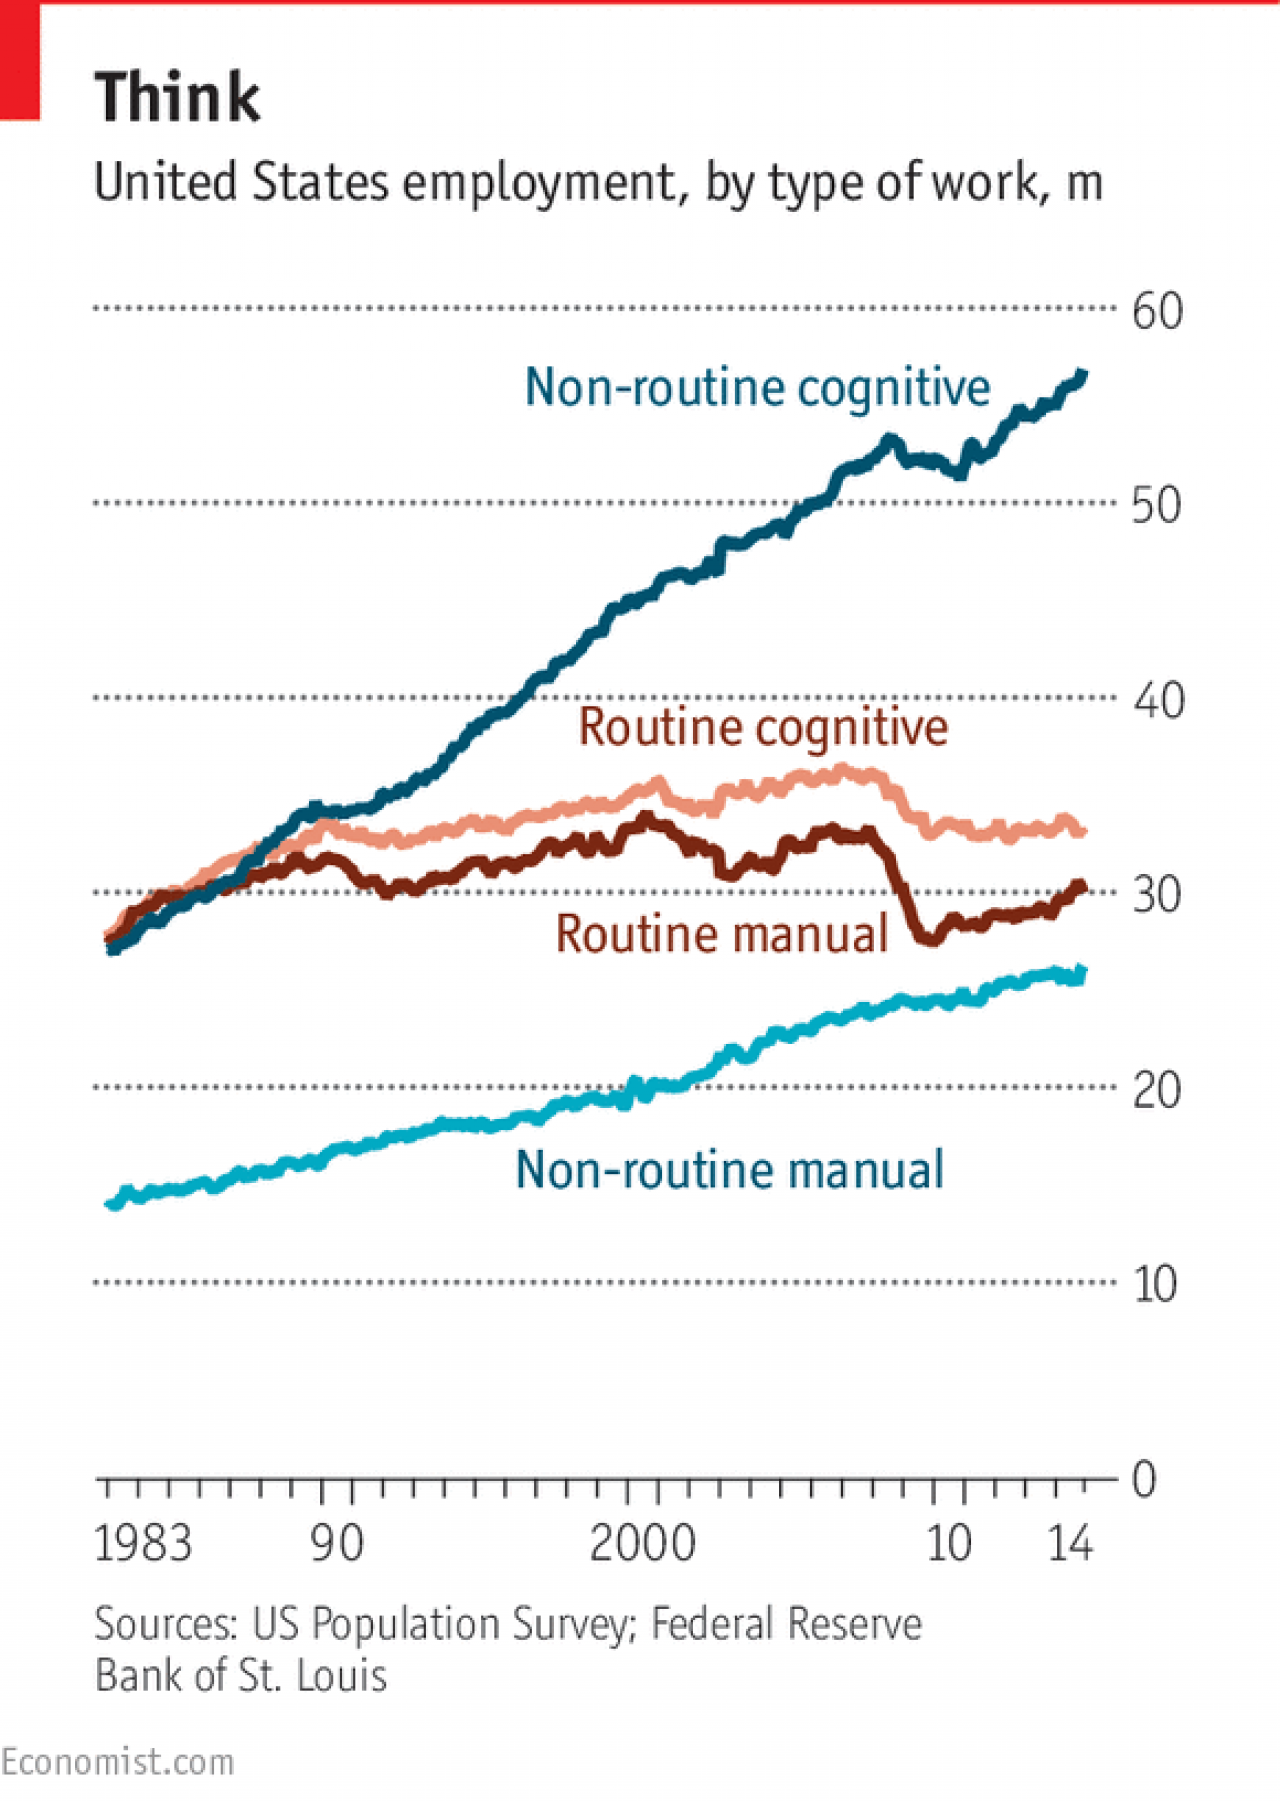 Think
United States employment, by type of work, m
60
Non-routine cognitive
50
40
Routine cognitive
30
Routine manual
20
Non-routine manual
10
0
1983 90 2000 10 14
Sources: US Population Survey; Federal Reserve
Bank of St. Louis
Economist.com